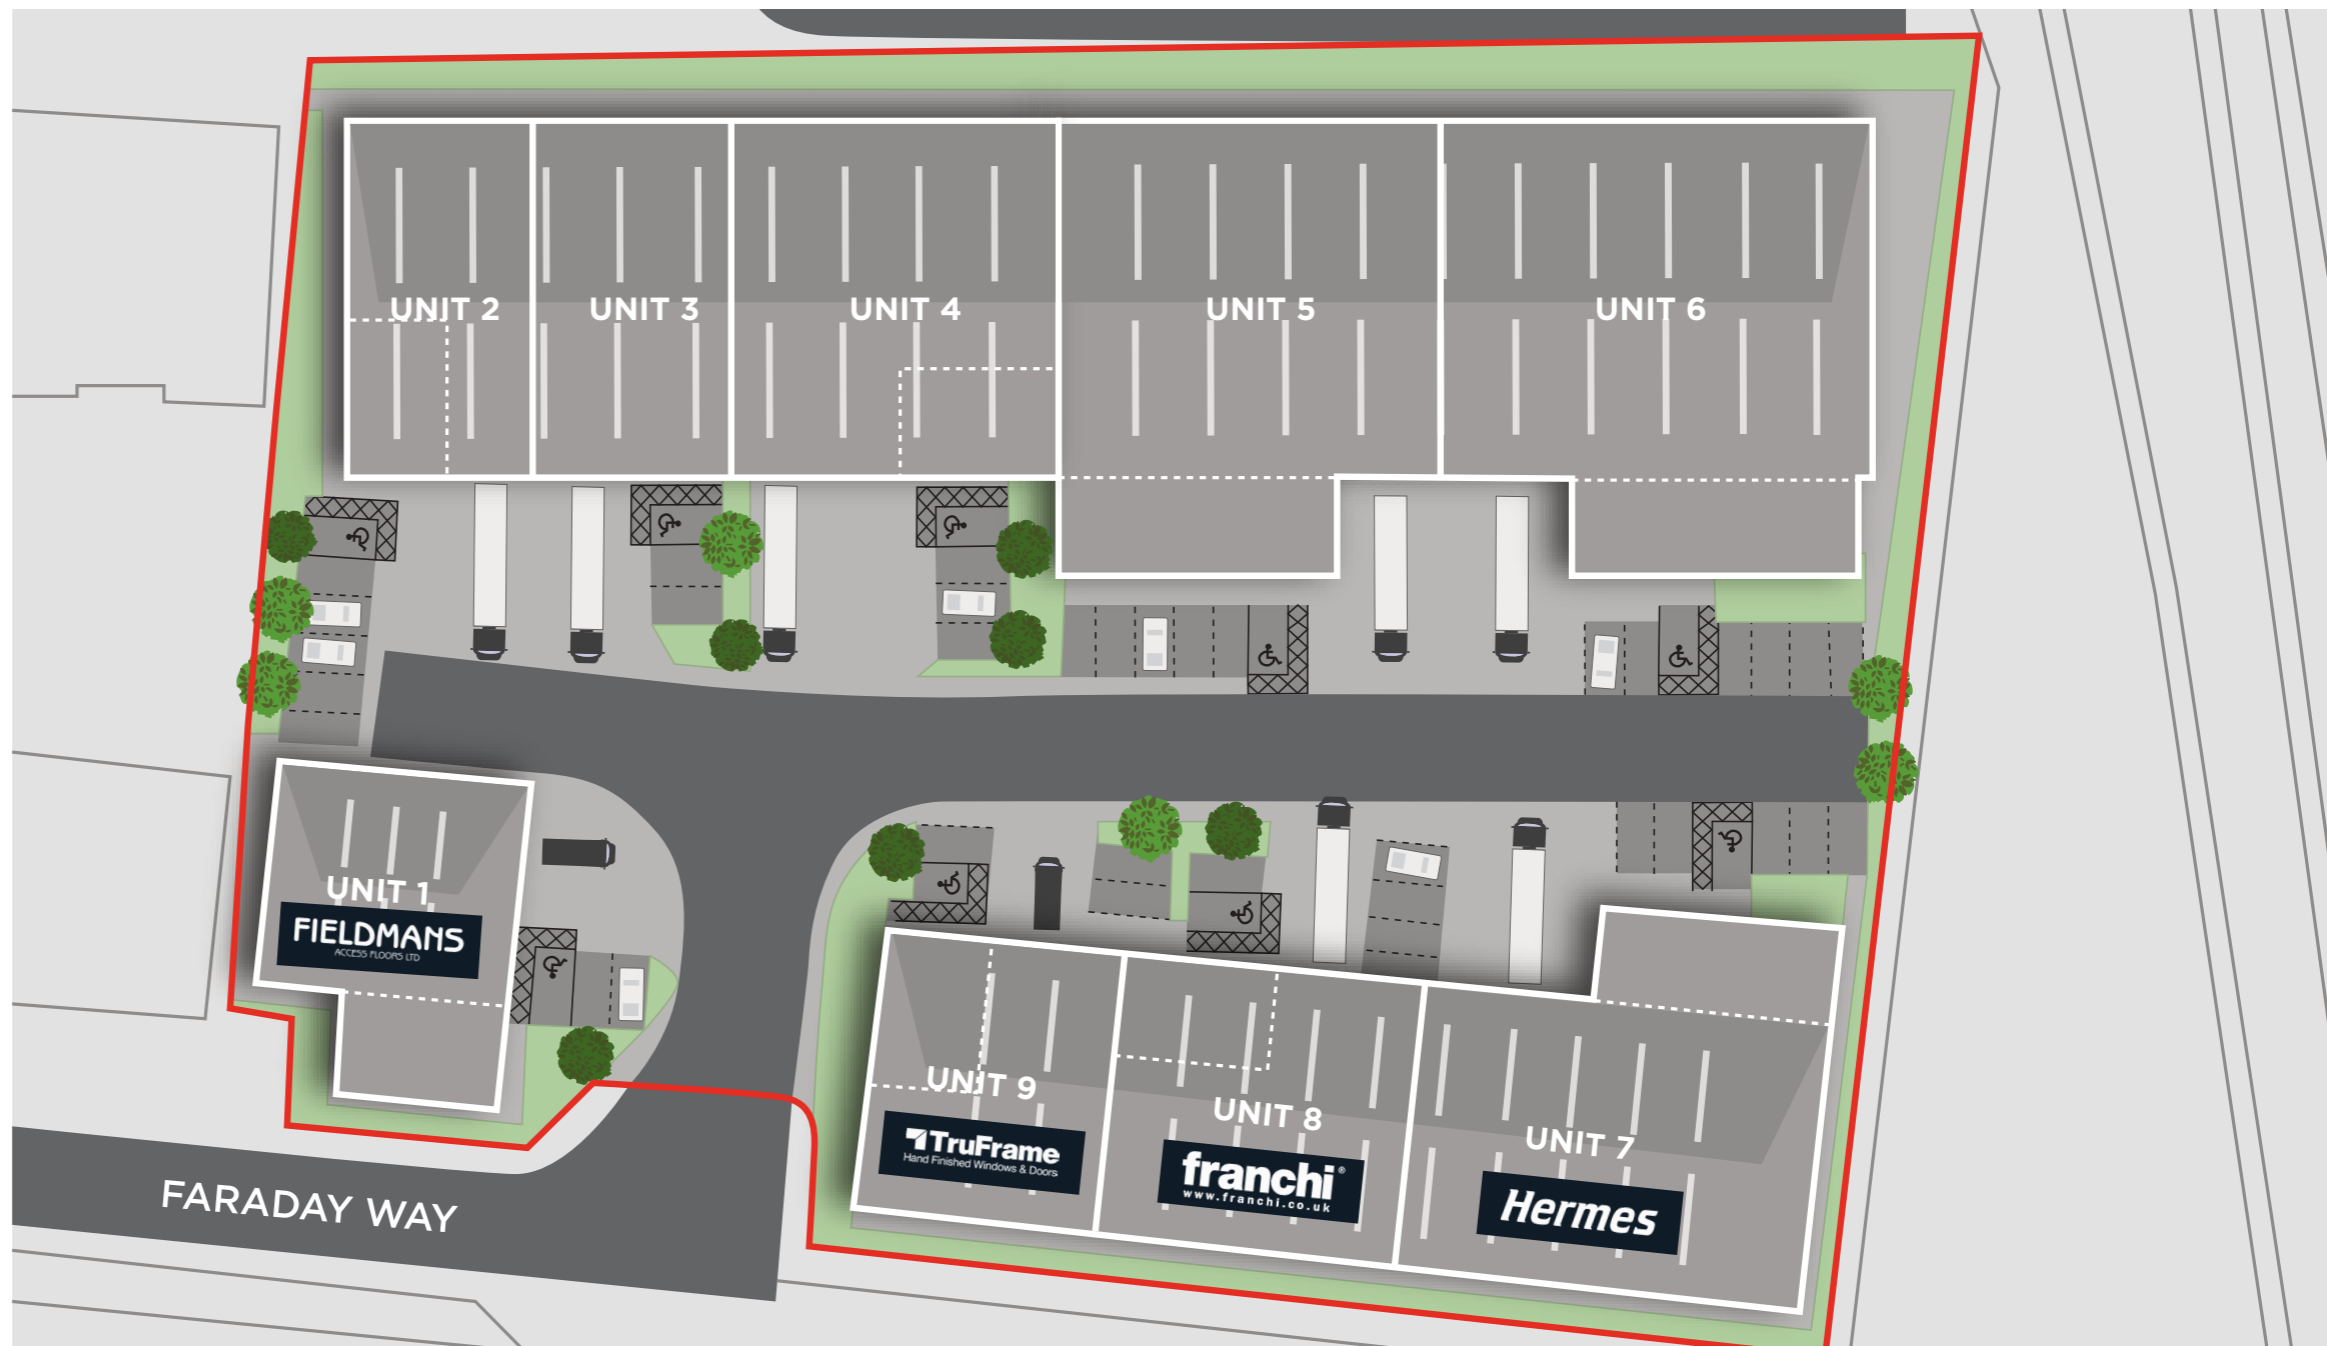 UNIT 2
UNIT 3
UNIT 4
UNIT 5
UNIT 6
UNIT 1
FIELDMANS
ACCESS FLOORS LTD
UNIT 9
TruFrame
Hand Finished Windows & Doors
UNIT 8
franchi®
www.franchi.co.uk
UNIT 7
Hermes
FARADAY WAY